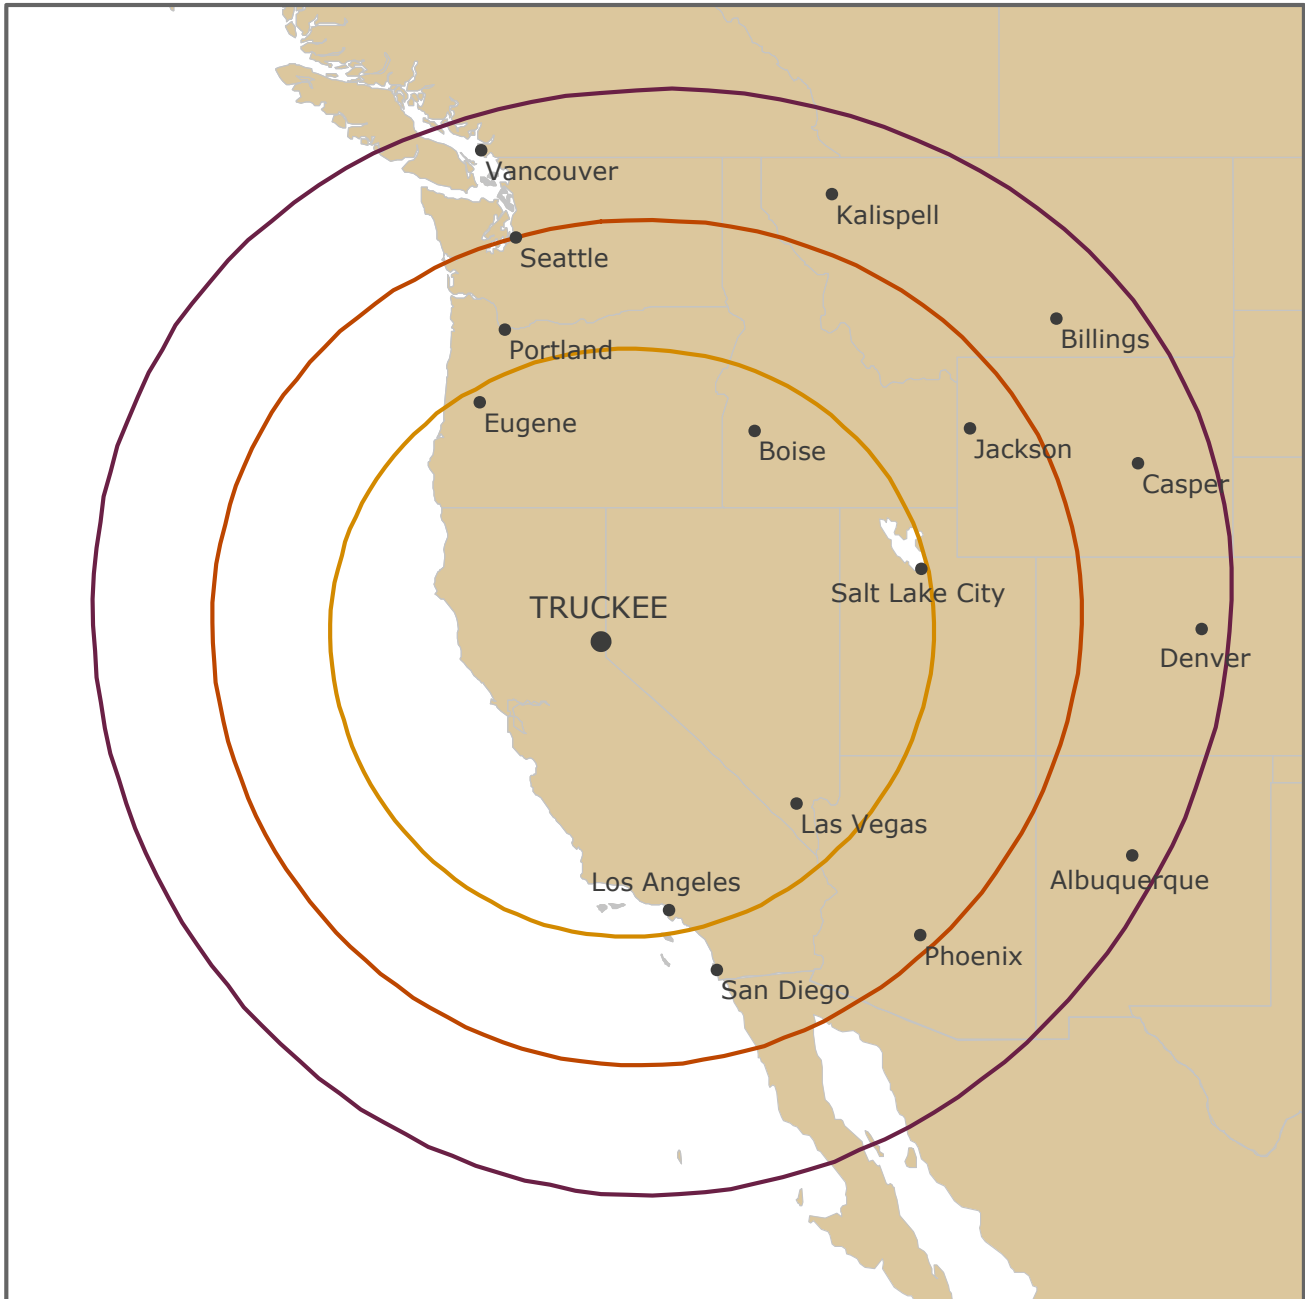 Vancouver
Kalispell
Seattle
Billings
Portland
Eugene
Boise
Jackson
Casper
Salt Lake City
TRUCKEE
Denver
Las Vegas
Los Angeles
Albuquerque
Phoenix
San Diego